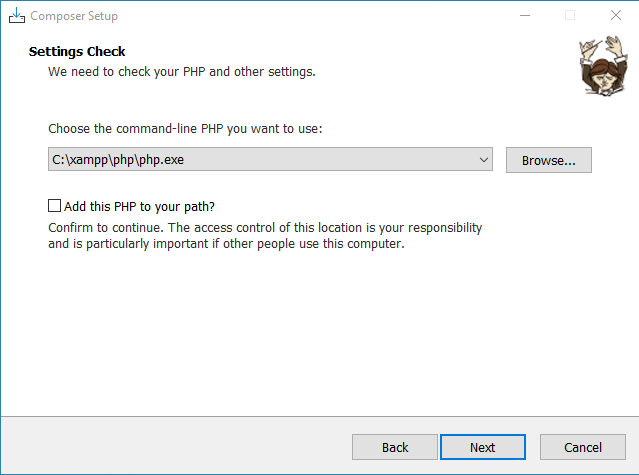 Composer Setup
Settings Check
We need to check your PHP and other settings.
Choose the command-line PHP you want to use:
C:\xampp\php\php.exe
Browse...
Add this PHP to your path?
Confirm to continue. The access control of this location is your responsibility
and is particularly important if other people use this computer.
Back
Next
Cancel